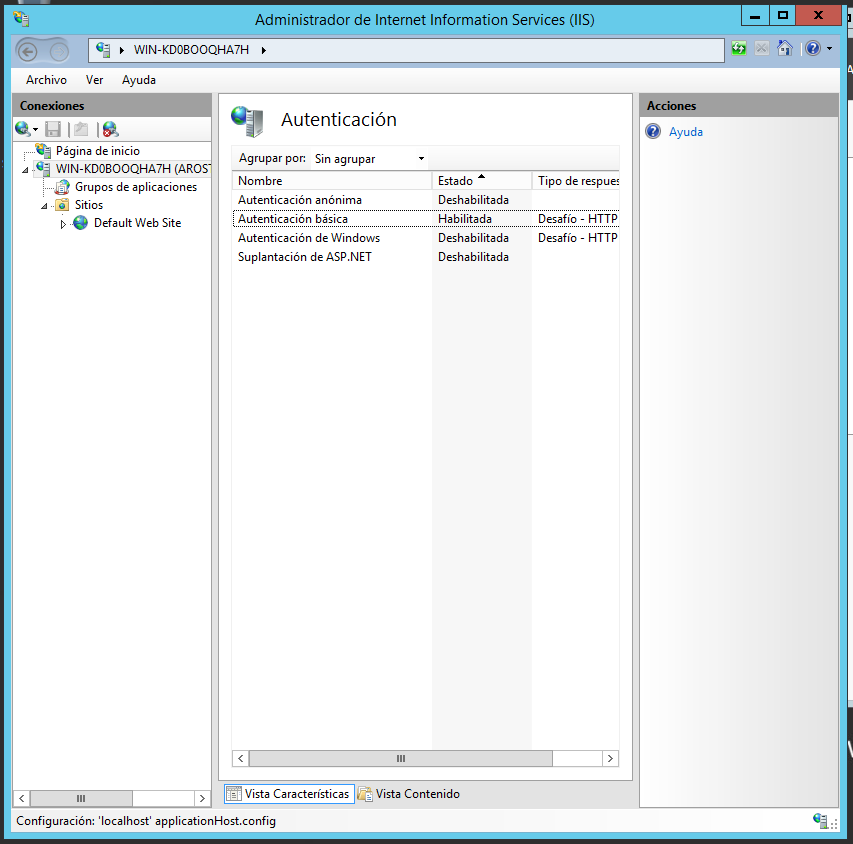 Administrador de Internet Information Services (IIS)
WIN-KD0BOOQHA7H
Archivo Ver Ayuda
Conexiones
Página de inicio
WIN-KD0BOOQHA7H (AROST
Grupos de aplicaciones
Sitios
Default Web Site
Autenticación
Agrupar por: Sin agrupar
Nombre Estado Tipo de respues
Autenticación anónima Deshabilitada
Autenticación básica Habilitada Desafío - HTTP
Autenticación de Windows Deshabilitada Desafío - HTTP
Suplantación de ASP.NET Deshabilitada
Vista Características Vista Contenido
Acciones
Ayuda
Configuración: 'localhost' applicationHost.config